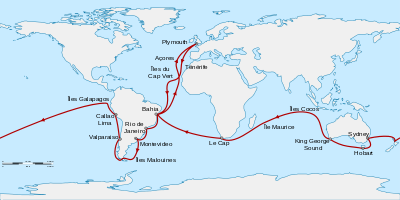 Plymouth
Açores
Îles du
Cap Vert
Ténérife
Îles Galapagos
Callao
Lima
Bahia
Rio de
Janeiro
Valparaiso
Montevideo
Îles Malouines
Le Cap
Île Maurice
Îles Cocos
King George
Sound
Sydney
Hobart